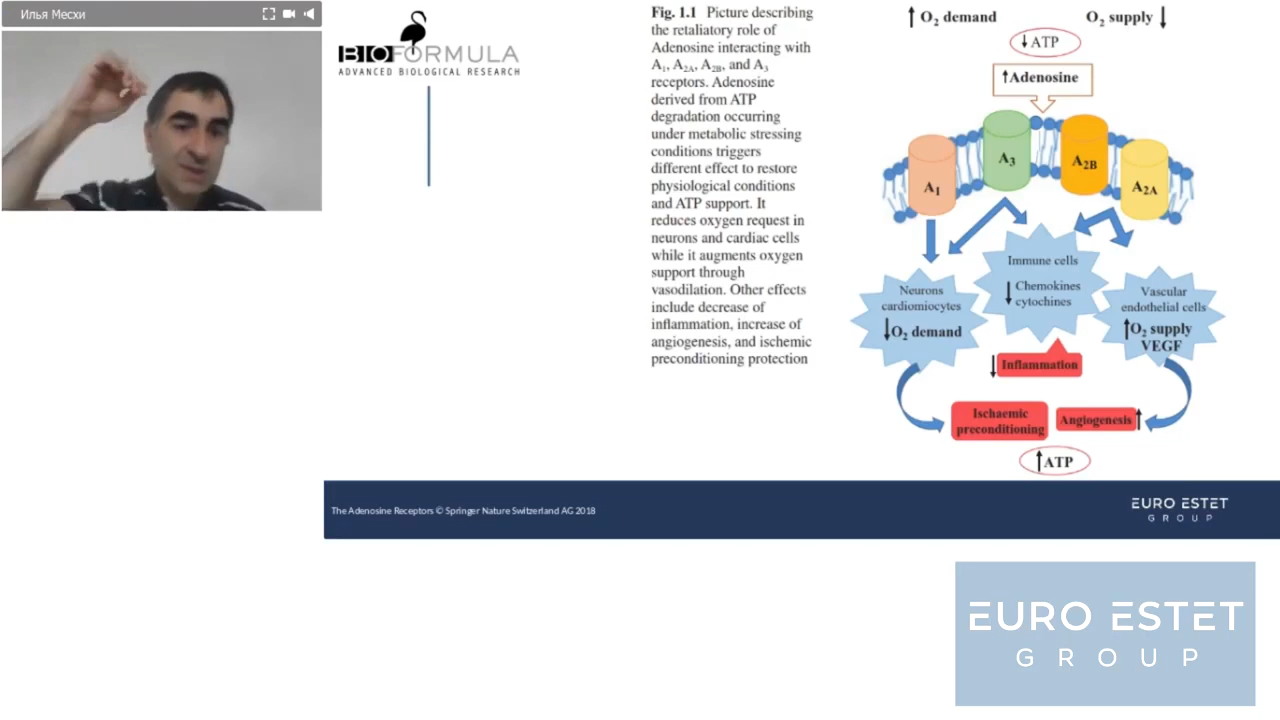 Илья Месхи
BIOFORMULA
ADVANCED BIOLOGICAL RESEARCH
Fig. 1.1 Picture describing
the retaliatory role of
Adenosine interacting with
A₁, A₂A, A₂B, and A₃
receptors. Adenosine
derived from ATP
degradation occurring
under metabolic stressing
conditions triggers
different effect to restore
physiological conditions
and ATP support. It
reduces oxygen request in
neurons and cardiac cells
while it augments oxygen
support through
vasodilation. Other effects
include decrease of
inflammation, increase of
angiogenesis, and ischemic
preconditioning protection
↑ O₂ demand
O₂ supply ↓
↓ATP
↑Adenosine
A₁
A₃
A₂B
A₂A
Neurons
cardiomiocytes
↓O₂ demand
Immune cells
↓ Chemokines
cytochines
Vascular
endothelial cells
↑O₂ supply
VEGF
↓ Inflammation
Ischaemic
preconditioning
Angiogenesis ↑
↑ATP
The Adenosine Receptors © Springer Nature Switzerland AG 2018
EURO ESTET
GROUP
EURO ESTET
GROUP